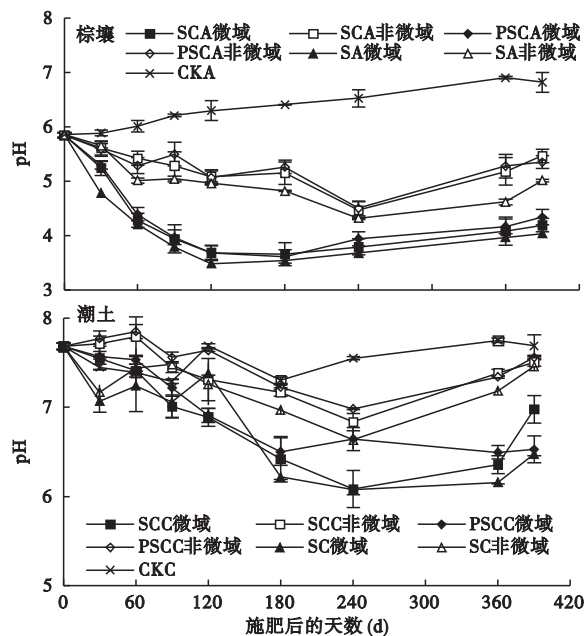 棕壤
SCA微域 SCA非微域 PSCA微域
PSCA非微域 SA微域 SA非微域
CKA
8
7
6
5
4
3
pH
潮土
8
7
6
5
pH
SCC微域 SCC非微域 PSCC微域
PSCC非微域 SC微域 SC非微域
CKC
0 60 120 180 240 300 360 420
施肥后的天数(d)